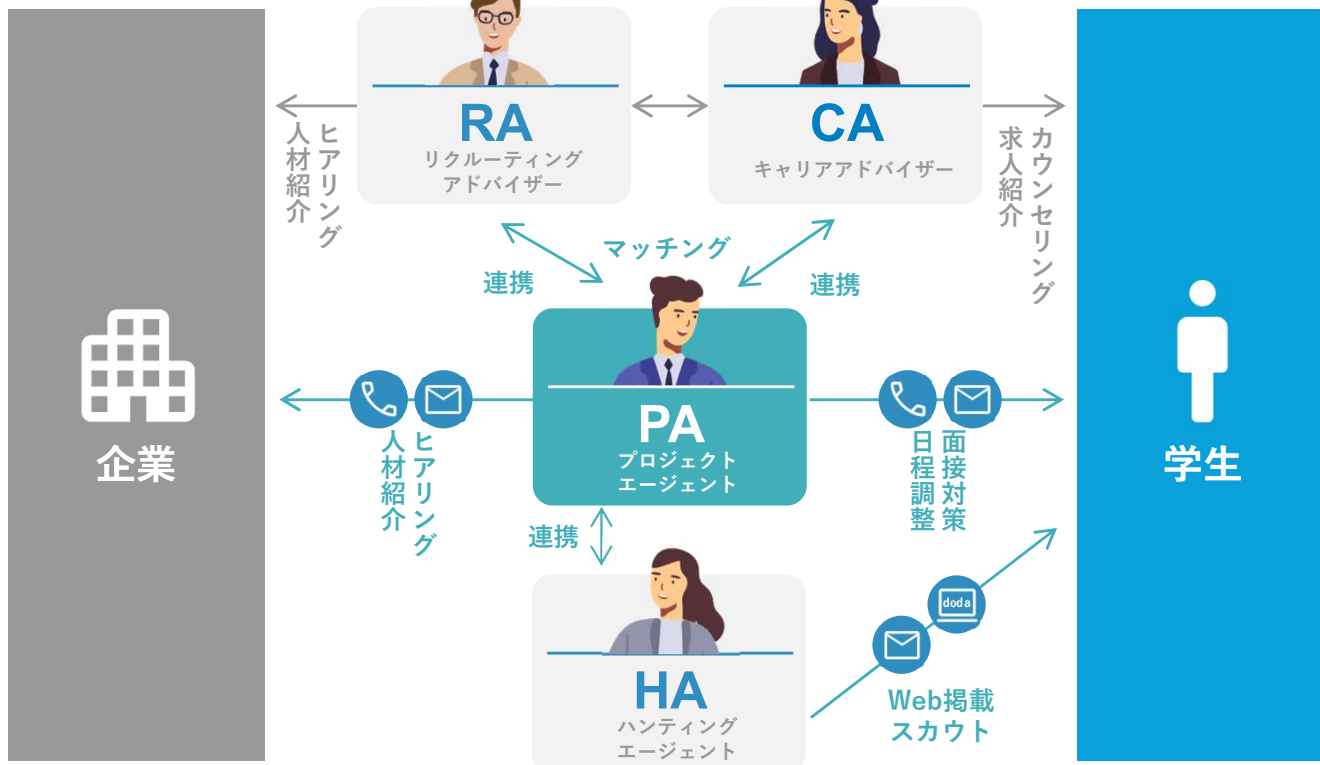 RA
リクルーティング
アドバイザー
CA
キャリアアドバイザー
ヒアリング
人材紹介
カウンセリング
求人紹介
マッチング
連携
連携
企業
PA
プロジェクト
エージェント
ヒアリング
人材紹介
面接対策
日程調整
学生
連携
HA
ハンティング
エージェント
doda
Web掲載
スカウト